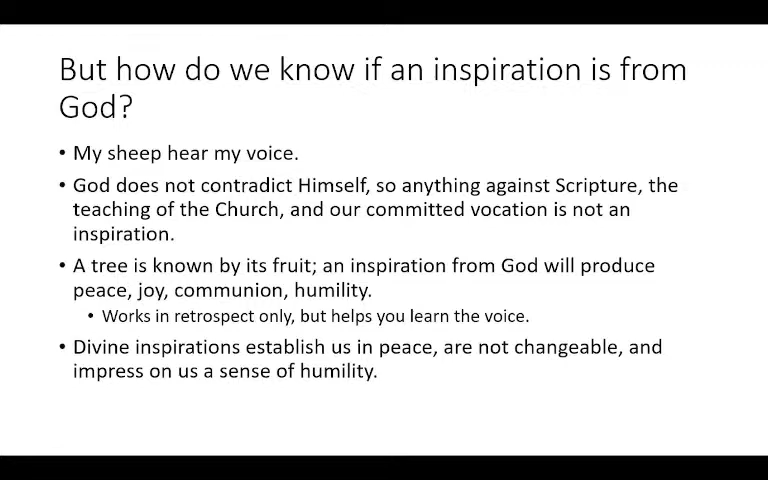 But how do we know if an inspiration is from
God?
• My sheep hear my voice.
• God does not contradict Himself, so anything against Scripture, the
teaching of the Church, and our committed vocation is not an
inspiration.
• A tree is known by its fruit; an inspiration from God will produce
peace, joy, communion, humility.
• Works in retrospect only, but helps you learn the voice.
• Divine inspirations establish us in peace, are not changeable, and
impress on us a sense of humility.